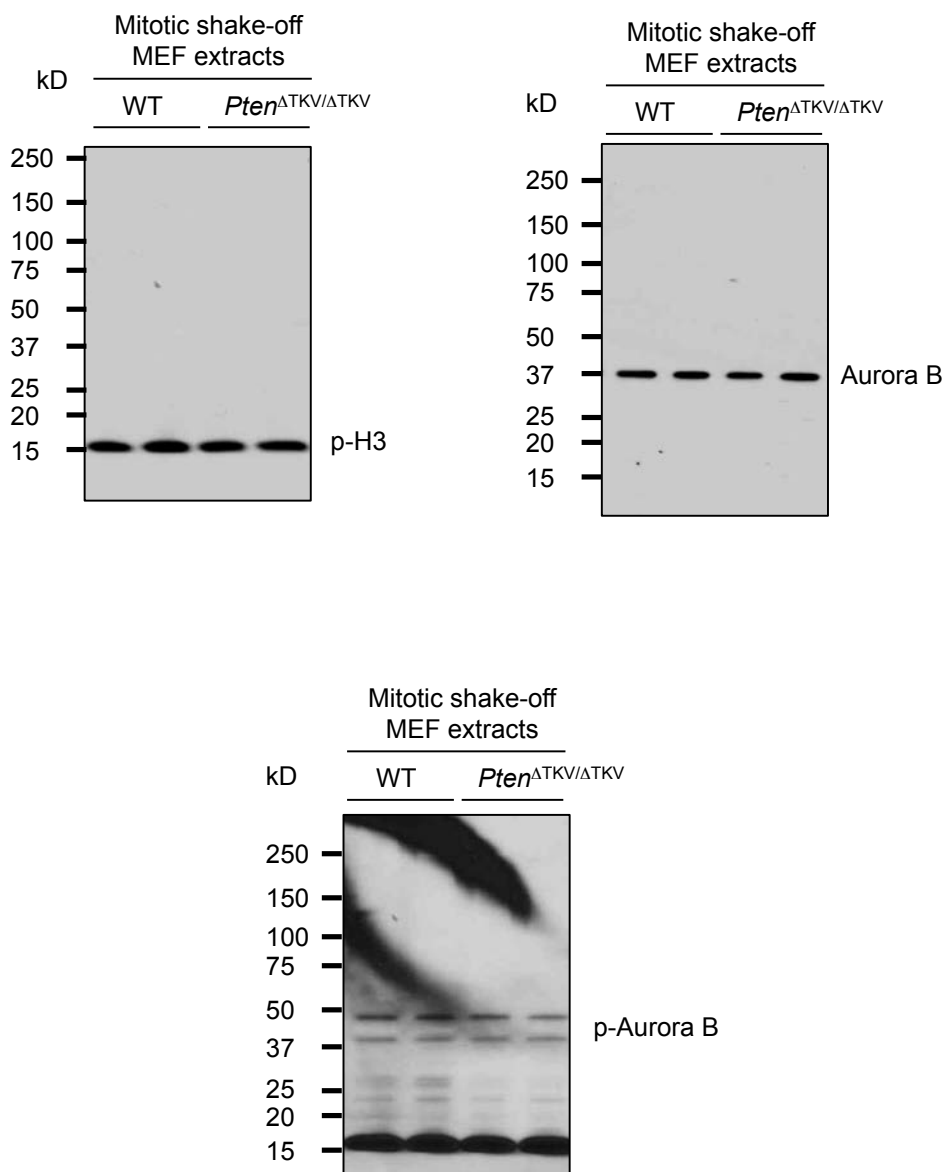 Mitotic shake-off
MEF extracts
kD
WT
Pten^ΔTKV/ΔTKV
250
150
100
75
50
37
25
20
15
p-H3
Mitotic shake-off
MEF extracts
kD
WT
Pten^ΔTKV/ΔTKV
250
150
100
75
50
37
25
20
15
Aurora B
Mitotic shake-off
MEF extracts
kD
WT
Pten^ΔTKV/ΔTKV
250
150
100
75
50
37
25
20
15
p-Aurora B